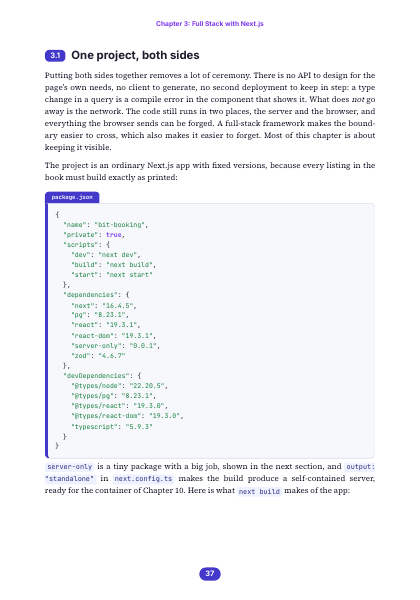 Chapter 3: Full Stack with Next.js
3.1 One project, both sides
Putting both sides together removes a lot of ceremony. There is no API to design for the
page's own needs, no client to generate, no second deployment to keep in step: a type
change in a query is a compile error in the component that shows it. What does not go
away is the network. The code still runs in two places, the server and the browser, and
everything the browser sends can be forged. A full-stack framework makes the bound-
ary easier to cross, which also makes it easier to forget. Most of this chapter is about
keeping it visible.
The project is an ordinary Next.js app with fixed versions, because every listing in the
book must build exactly as printed:
package.json
{
"name": "bit-booking",
"private": true,
"scripts": {
"dev": "next dev",
"build": "next build",
"start": "next start"
},
"dependencies": {
"next": "16.4.5",
"pg": "8.23.1",
"react": "19.3.1",
"react-dom": "19.3.1",
"server-only": "0.0.1",
"zod": "4.6.7"
},
"devDependencies": {
"@types/node": "22.20.5",
"@types/pg": "8.23.1",
"@types/react": "19.3.0",
"@types/react-dom": "19.3.0",
"typescript": "5.9.3"
}
}
server-only is a tiny package with a big job, shown in the next section, and output:
"standalone" in next.config.ts makes the build produce a self-contained server,
ready for the container of Chapter 10. Here is what next build makes of the app:
37